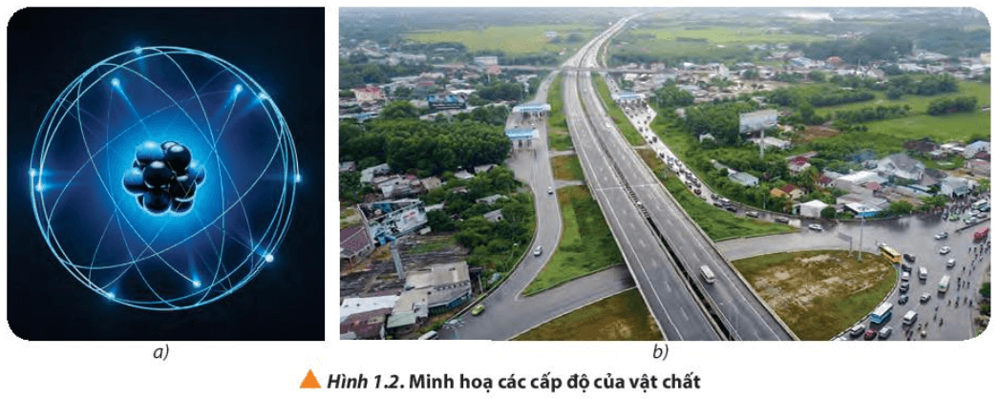 a)
b)
Hình 1.2. Minh hoạ các cấp độ của vật chất